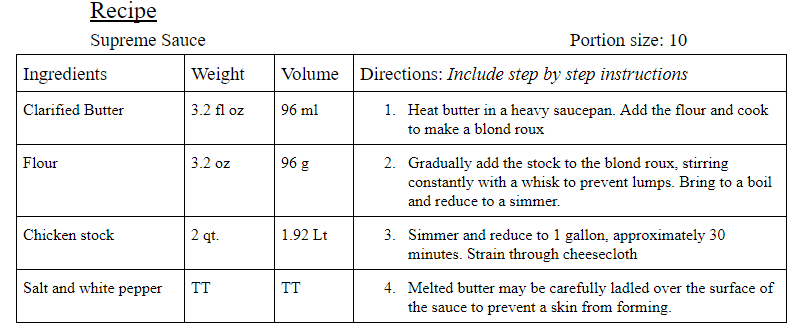 Recipe
Supreme Sauce Portion size: 10
Ingredients Weight Volume Directions: Include step by step instructions
Clarified Butter 3.2 fl oz 96 ml 1. Heat butter in a heavy saucepan. Add the flour and cook
to make a blond roux
Flour 3.2 oz 96 g 2. Gradually add the stock to the blond roux, stirring
constantly with a whisk to prevent lumps. Bring to a boil
and reduce to a simmer.
Chicken stock 2 qt. 1.92 Lt 3. Simmer and reduce to 1 gallon, approximately 30
minutes. Strain through cheesecloth
Salt and white pepper TT TT 4. Melted butter may be carefully ladled over the surface of
the sauce to prevent a skin from forming.